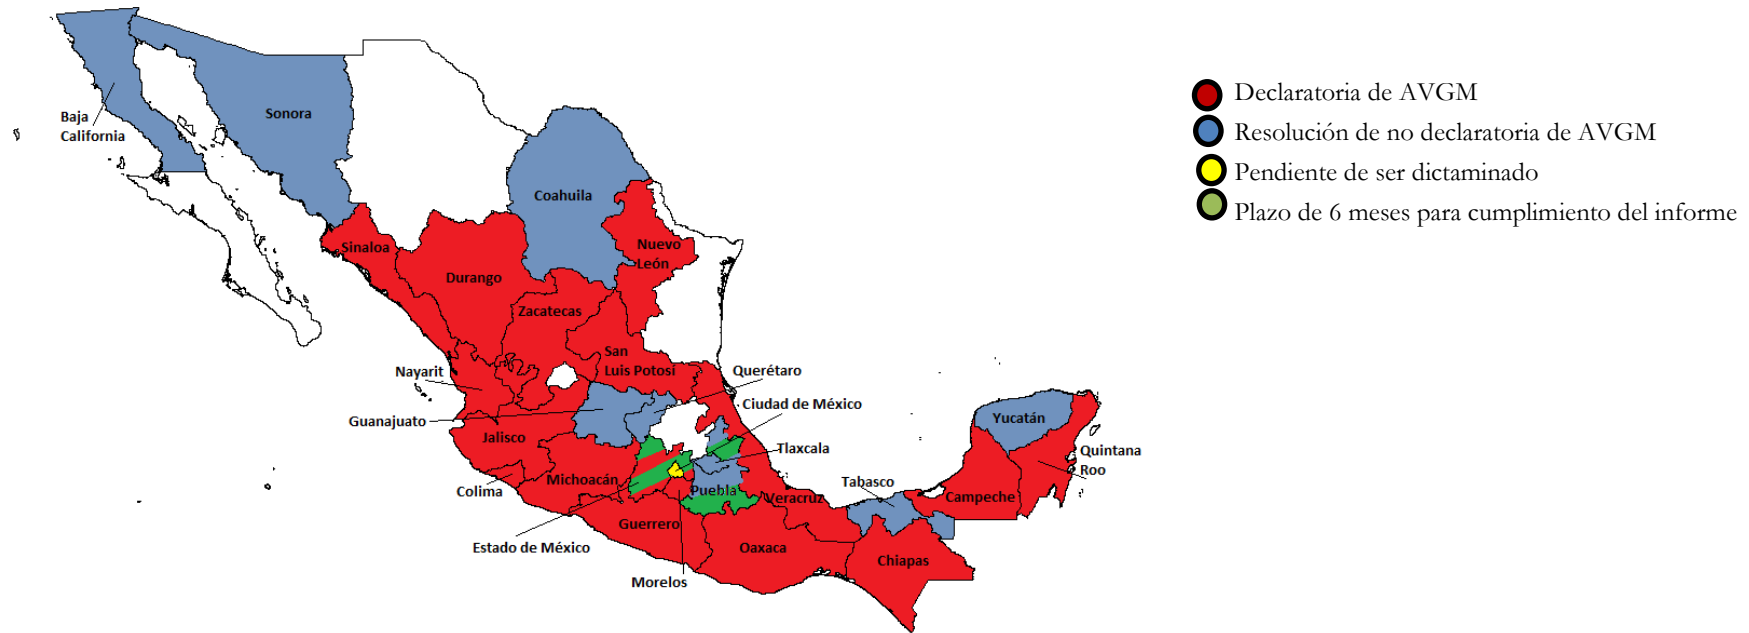 Declaratoria de AVGM
Resolución de no declaratoria de AVGM
Pendiente de ser dictaminado
Plazo de 6 meses para cumplimiento del informe
Baja
California
Sonora
Coahuila
Sinaloa
Nuevo
León
Durango
Zacatecas
San
Luis Potosí
Nayarit
Querétaro
Ciudad de México
Guanajuato
Jalisco
Tlaxcala
Yucatán
Quintana
Roo
Colima
Michoacán
Puebla
Veracruz
Tabasco
Campeche
Guerrero
Estado de México
Oaxaca
Chiapas
Morelos